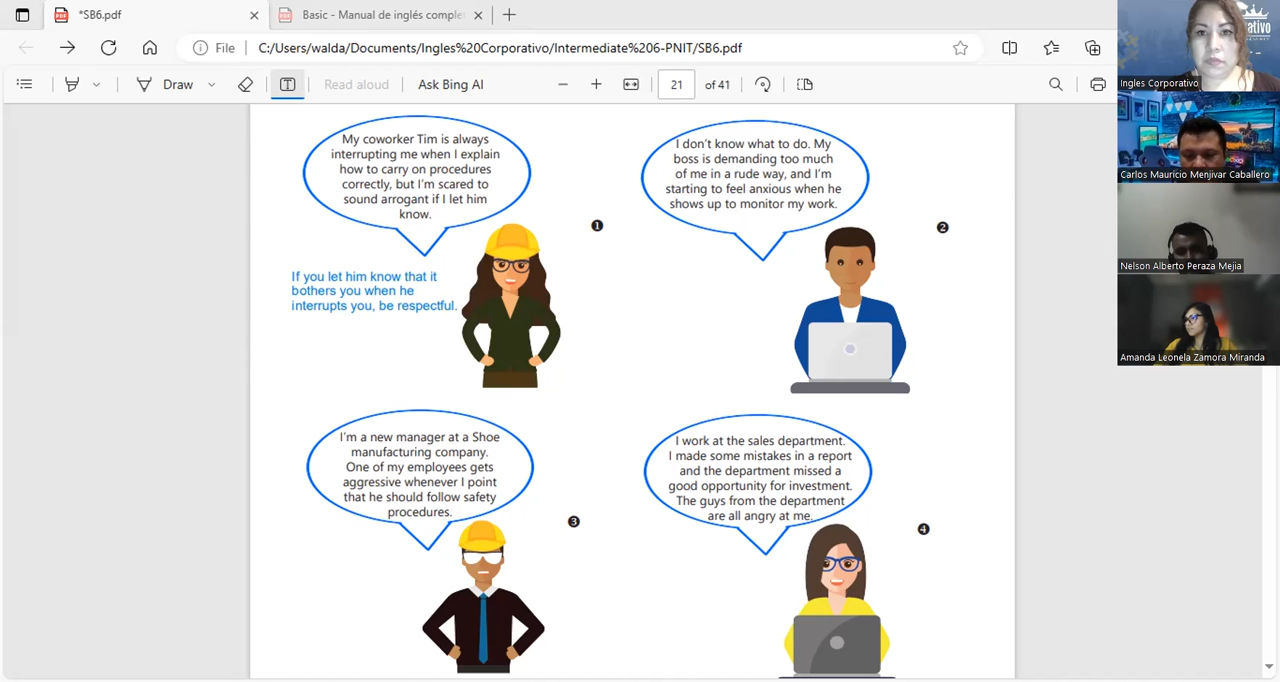 *SB6.pdf
Basic - Manual de inglés comple
File
C:/Users/walda/Documents/Ingles%20Corporativo/Intermediate%206-PNIT/SB6.pdf
Draw
Read aloud
Ask Bing AI
21
of 41
My coworker Tim is always
interrupting me when I explain
how to carry on procedures
correctly, but I'm scared to
sound arrogant if I let him
know.
1
If you let him know that it
bothers you when he
interrupts you, be respectful.
I don't know what to do. My
boss is demanding too much
of me in a rude way, and I'm
starting to feel anxious when he
shows up to monitor my work.
2
I'm a new manager at a Shoe
manufacturing company.
One of my employees gets
aggressive whenever I point
that he should follow safety
procedures.
3
I work at the sales department.
I made some mistakes in a report
and the department missed a
good opportunity for investment.
The guys from the department
are all angry at me.
4
Ingles Corporativo
Carlos Mauricio Menjivar Caballero
Nelson Alberto Peraza Mejia
Amanda Leonela Zamora Miranda